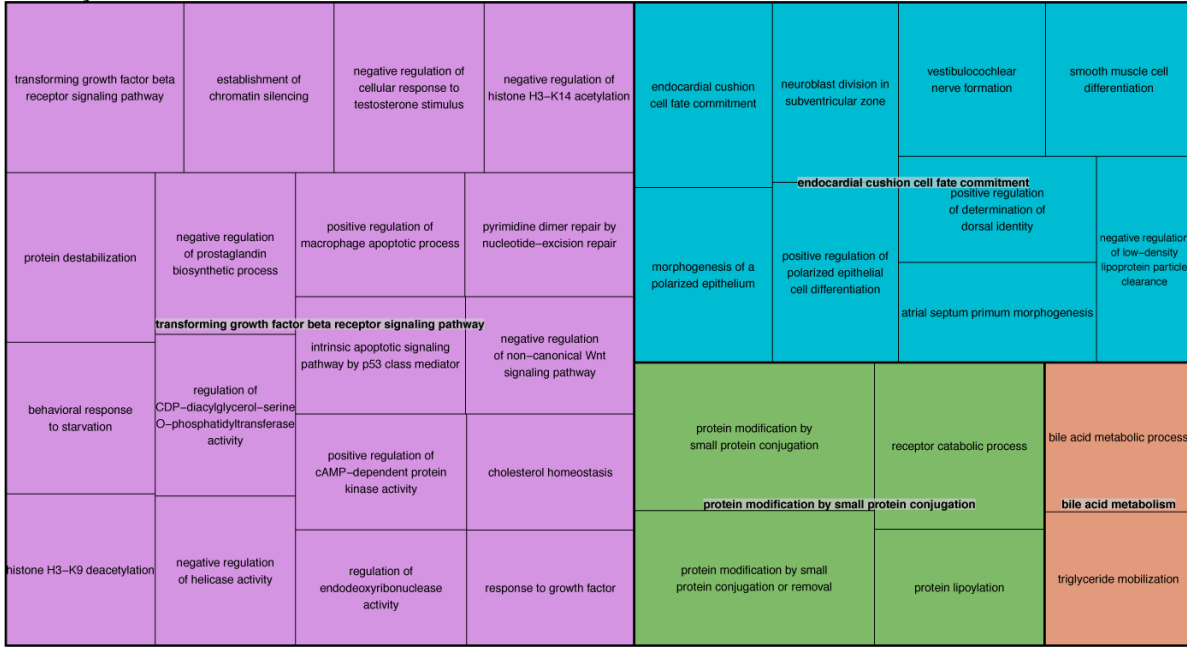 transforming growth factor beta
receptor signaling pathway
establishment of
chromatin silencing
negative regulation of
cellular response to
testosterone stimulus
negative regulation of
histone H3−K14 acetylation
protein destabilization
negative regulation
of prostaglandin
biosynthetic process
positive regulation of
macrophage apoptotic process
pyrimidine dimer repair by
nucleotide−excision repair
transforming growth factor beta receptor signaling pathway
intrinsic apoptotic signaling
pathway by p53 class mediator
negative regulation
of non−canonical Wnt
signaling pathway
behavioral response
to starvation
regulation of
CDP−diacylglycerol−serine
O−phosphatidyltransferase
activity
positive regulation of
cAMP−dependent protein
kinase activity
cholesterol homeostasis
histone H3−K9 deacetylation
negative regulation
of helicase activity
regulation of
endodeoxyribonuclease
activity
response to growth factor
endocardial cushion
cell fate commitment
neuroblast division in
subventricular zone
vestibulocochlear
nerve formation
smooth muscle cell
differentiation
endocardial cushion cell fate commitment
positive regulation
of determination of
dorsal identity
negative regulation
of low−density
lipoprotein particle
clearance
morphogenesis of a
polarized epithelium
positive regulation of
polarized epithelial
cell differentiation
atrial septum primum morphogenesis
protein modification by
small protein conjugation
receptor catabolic process
protein modification by small protein conjugation
protein modification by small
protein conjugation or removal
protein lipoylation
bile acid metabolic process
bile acid metabolism
triglyceride mobilization